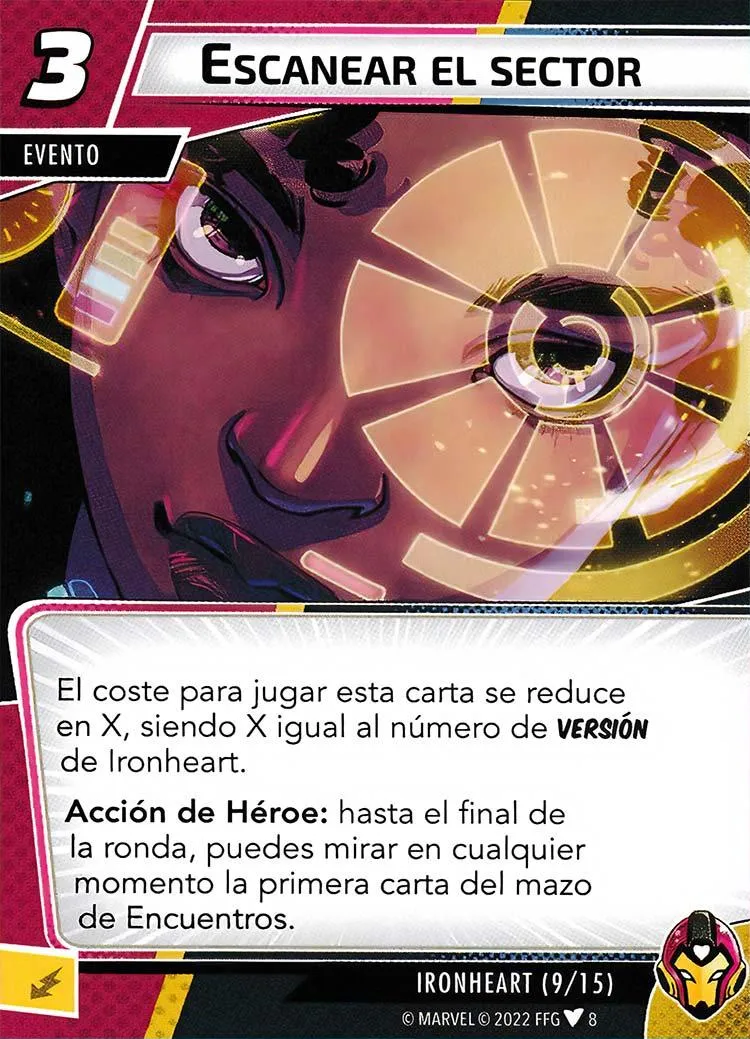 3
ESCANEAR EL SECTOR
EVENTO
El coste para jugar esta carta se reduce
en X, siendo X igual al número de VERSIÓN
de Ironheart.
Acción de Héroe: hasta el final de
la ronda, puedes mirar en cualquier
momento la primera carta del mazo
de Encuentros.
IRONHEART (9/15)
© MARVEL © 2022 FFG 8